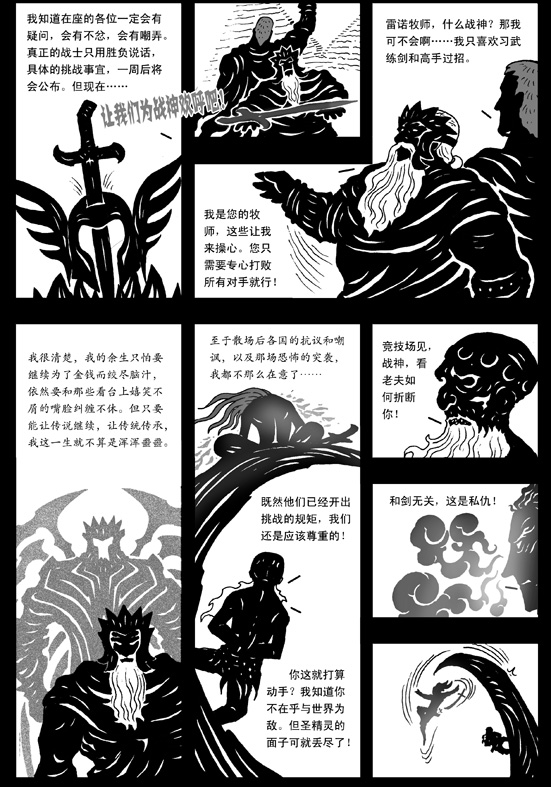 我知道在座的各位一定会有
疑问，会有不忿，会有嘲弄。
真正的战士只用胜负说话，
具体的挑战事宜，一周后将
会公布。但现在……
让我们为战神欢呼吧！
雷诺牧师，什么战神？那我
可不会啊……我只喜欢习武
练剑和高手过招。
我是您的牧
师，这些让我
来操心。您只
需要专心打败
所有对手就行！
我很清楚，我的余生只怕要
继续为了金钱而绞尽脑汁，
依然要和那些看台上嬉笑不
屑的嘴脸纠缠不休。但只要
能让传说继续，让传统传承，
我这一生就不算是浑浑噩噩。
至于散场后各国的抗议和嘲
讽，以及那场恐怖的突袭，
我都不那么在意了……
竞技场见，
战神，看
老夫如
何折断
你！
既然他们已经开出
挑战的规矩，我们
还是应该尊重的！
和剑无关，这是私仇！
你这就打算
动手？我知道你
不在乎与世界为
敌。但圣精灵的
面子可就丢尽了！